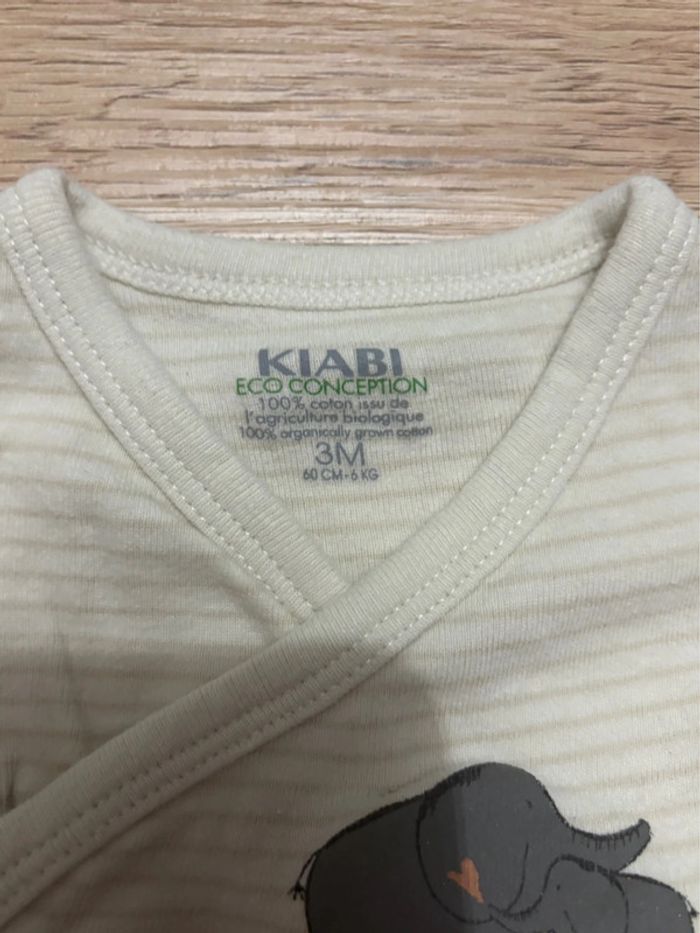 KIABI
ECO CONCEPTION
100% coton issu de
l'agriculture biologique
100% organically grown cotton
3M
60 CM-6 KG